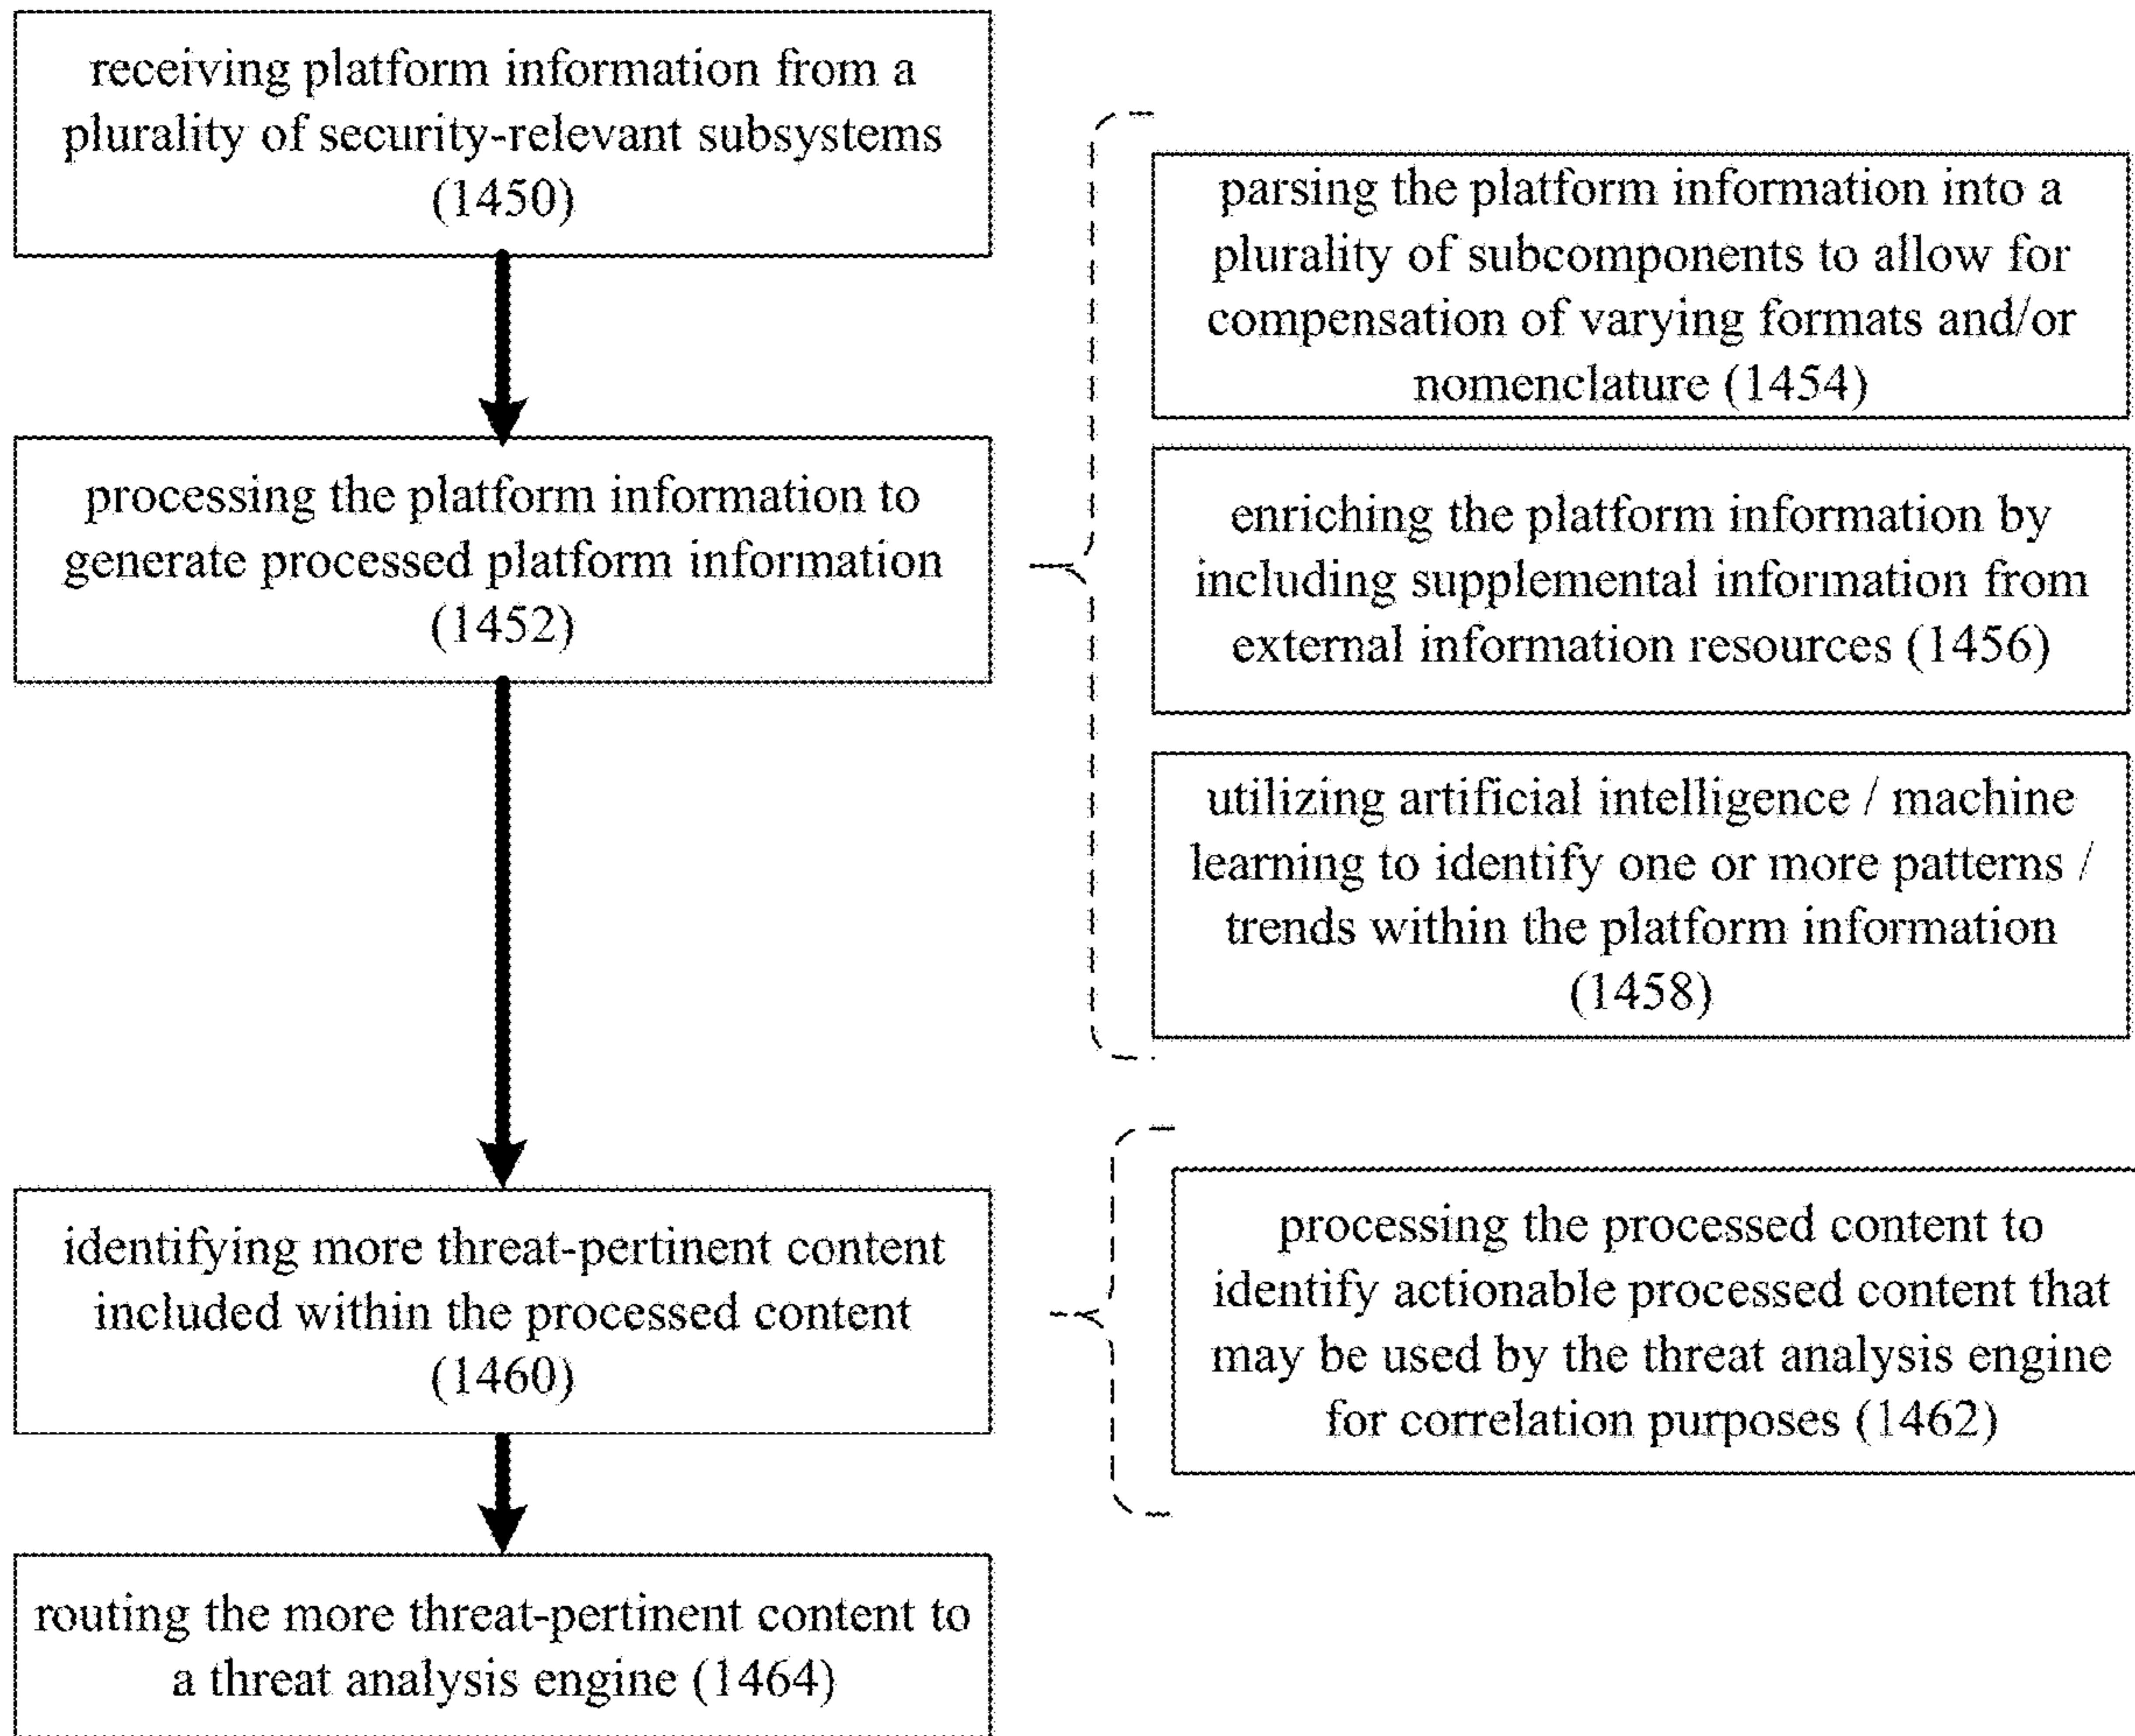 receiving platform information from a
plurality of security-relevant subsystems
(1450)
processing the platform information to
generate processed platform information
(1452)
parsing the platform information into a
plurality of subcomponents to allow for
compensation of varying formats and/or
nomenclature (1454)
enriching the platform information by
including supplemental information from
external information resources (1456)
utilizing artificial intelligence / machine
learning to identify one or more patterns /
trends within the platform information
(1458)
identifying more threat-pertinent content
included within the processed content
(1460)
processing the processed content to
identify actionable processed content that
may be used by the threat analysis engine
for correlation purposes (1462)
routing the more threat-pertinent content to
a threat analysis engine (1464)